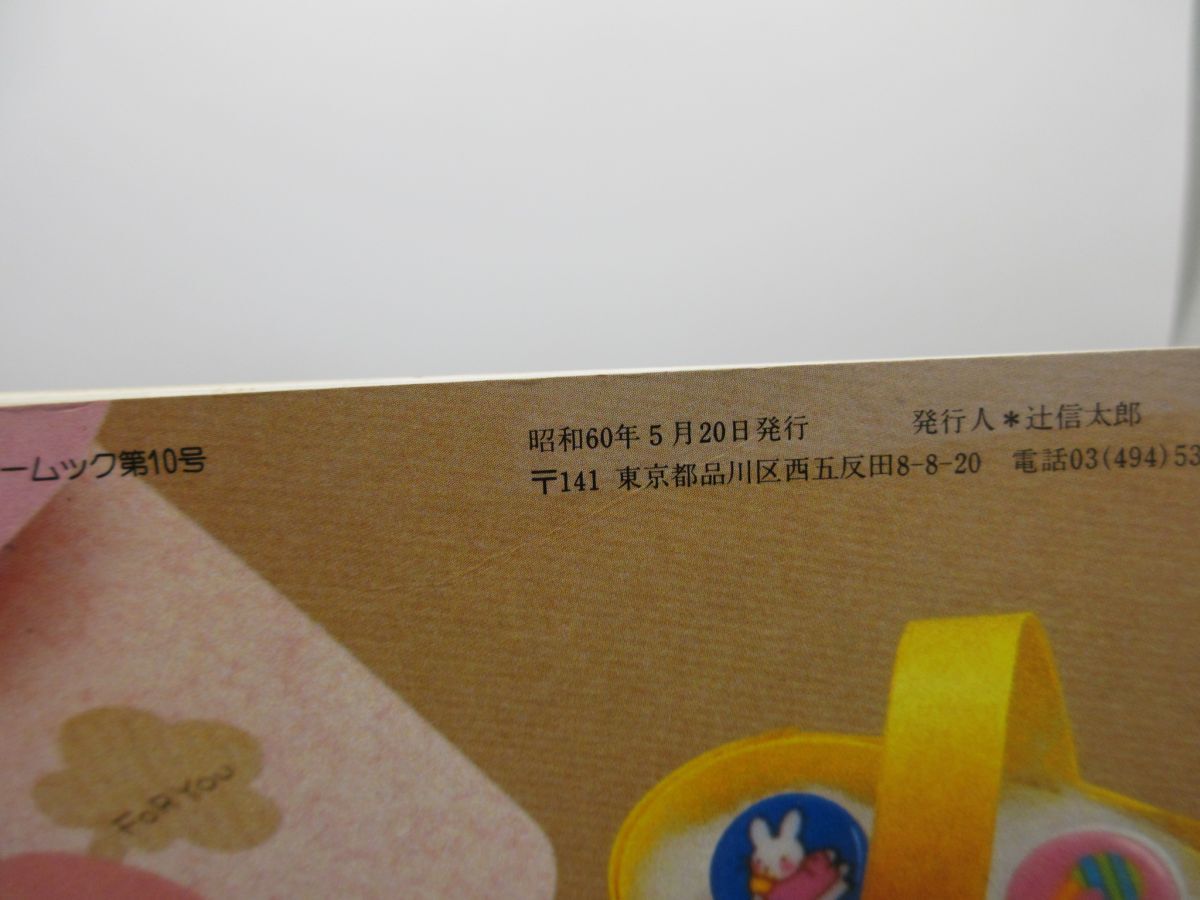 ームック第10号
昭和60年5月20日発行 発行人*辻信太郎
〒141 東京都品川区西五反田8-8-20 電話03(494)53
FOR YOU